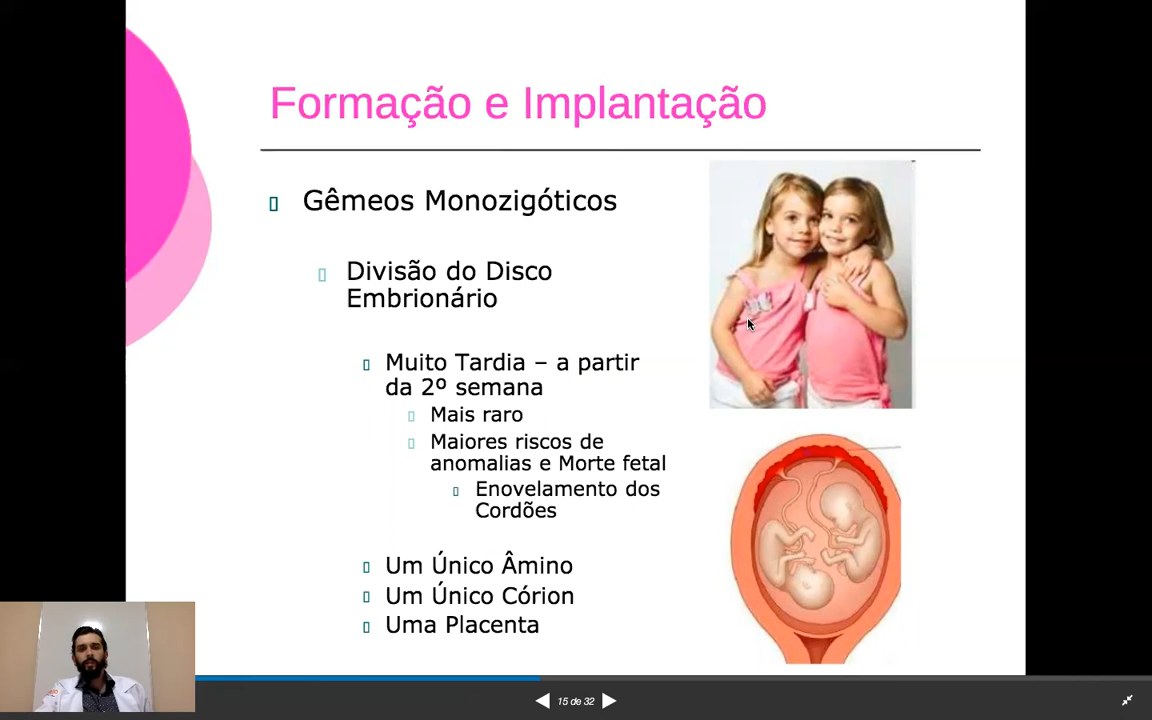 Formação e Implantação
Gêmeos Monozigóticos
Divisão do Disco
Embrionário
Muito Tardia – a partir
da 2º semana
Mais raro
Maiores riscos de
anomalias e Morte fetal
Enovelamento dos
Cordões
Um Único Âmino
Um Único Córion
Uma Placenta
15 de 32